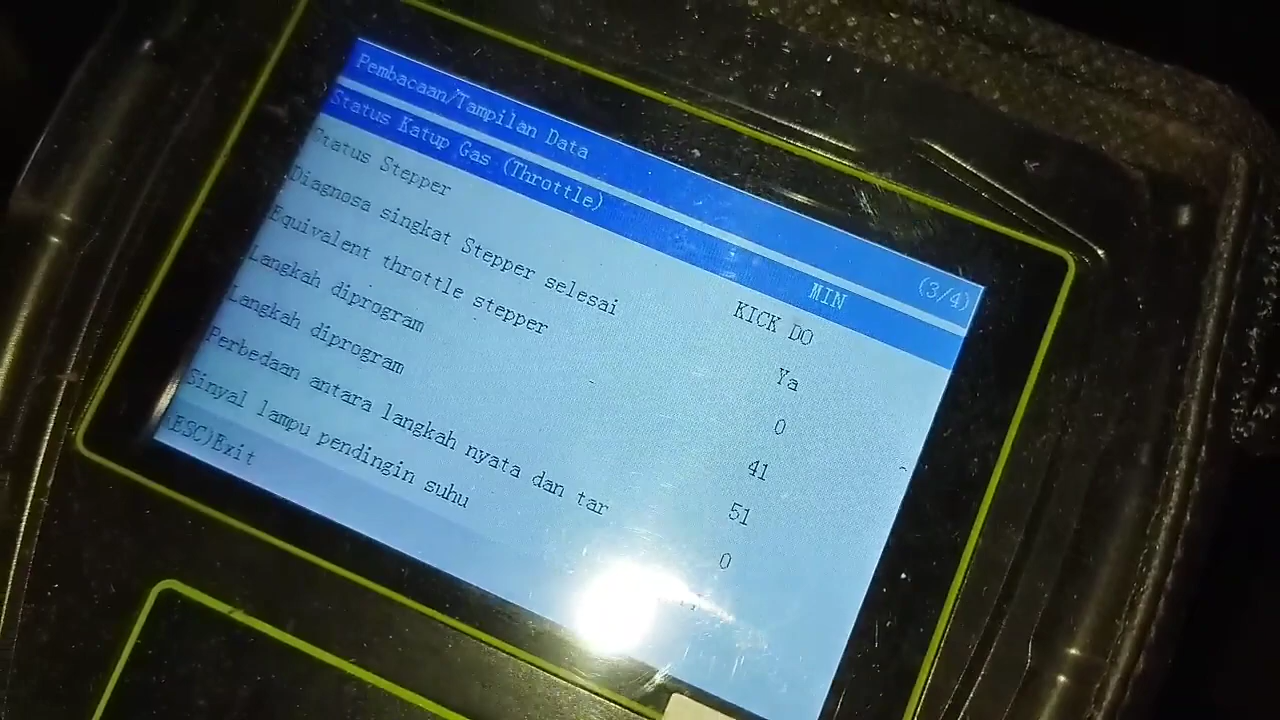 Pembacaan/Tampilan Data (3/4)
Status Katup Gas (Throttle) MIN
Status Stepper KICK DO
Diagnosa singkat Stepper selesai Ya
Equivalent throttle stepper 0
Langkah diprogram 41
Langkah diprogram 51
Perbedaan antara langkah nyata dan tar 0
Sinyal lampu pendingin suhu
(ESC)Exit